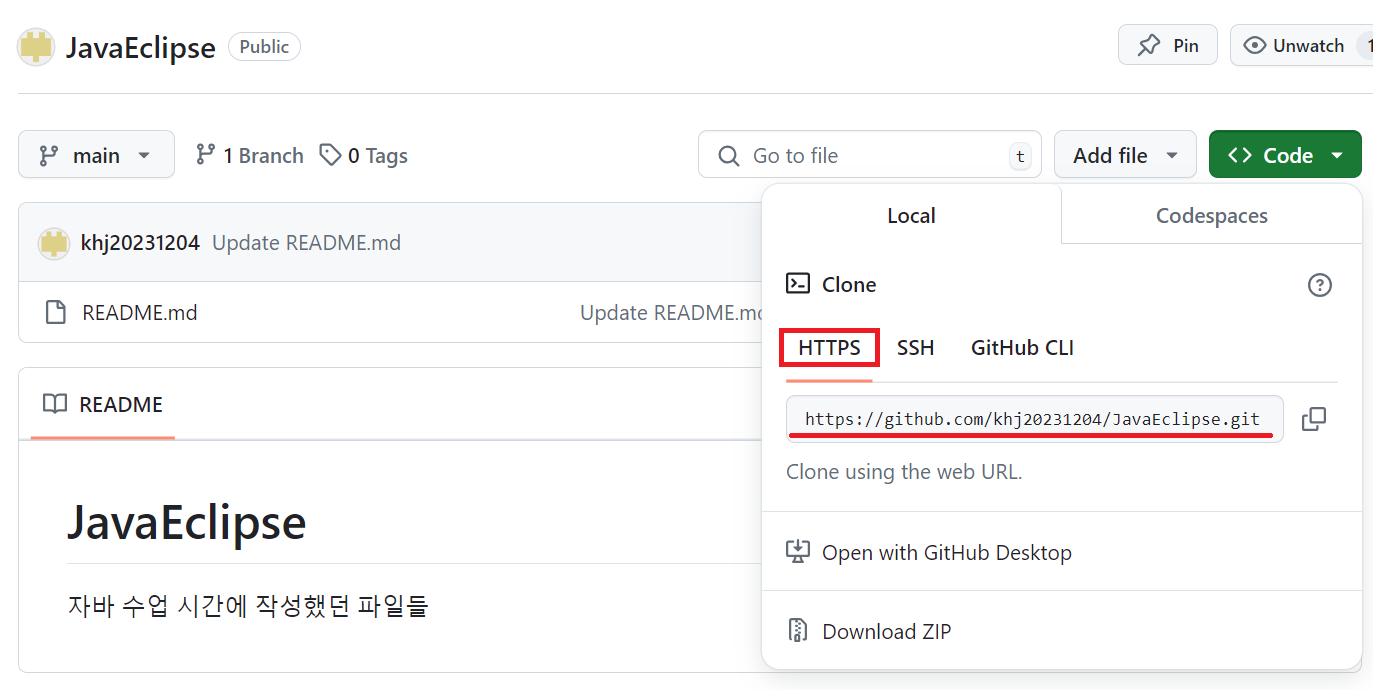 JavaEclipse Public Pin Unwatch 1
main 1 Branch 0 Tags Go to file t Add file <> Code
Local Codespaces
khj20231204 Update README.md
Clone
README.md Update README.md
HTTPS SSH GitHub CLI
README
https://github.com/khj20231204/JavaEclipse.git
Clone using the web URL.
JavaEclipse
Open with GitHub Desktop
자바 수업 시간에 작성했던 파일들
Download ZIP